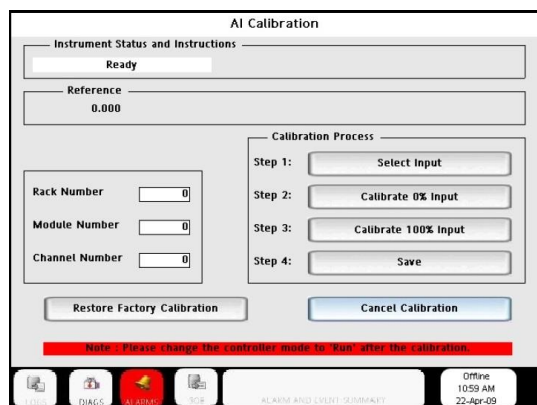 AI Calibration
Instrument Status and Instructions
Ready
Reference
0.000
Calibration Process
Step 1: Select Input
Rack Number 0
Step 2: Calibrate 0% Input
Module Number 0
Step 3: Calibrate 100% Input
Channel Number 0
Step 4: Save
Restore Factory Calibration
Cancel Calibration
Note : Please change the controller mode to 'Run' after the calibration.
LOGS
DIAGS
ALARMS
ALARM AND EVENT SUMMARY
Offline
10:59 AM
22-Apr-09